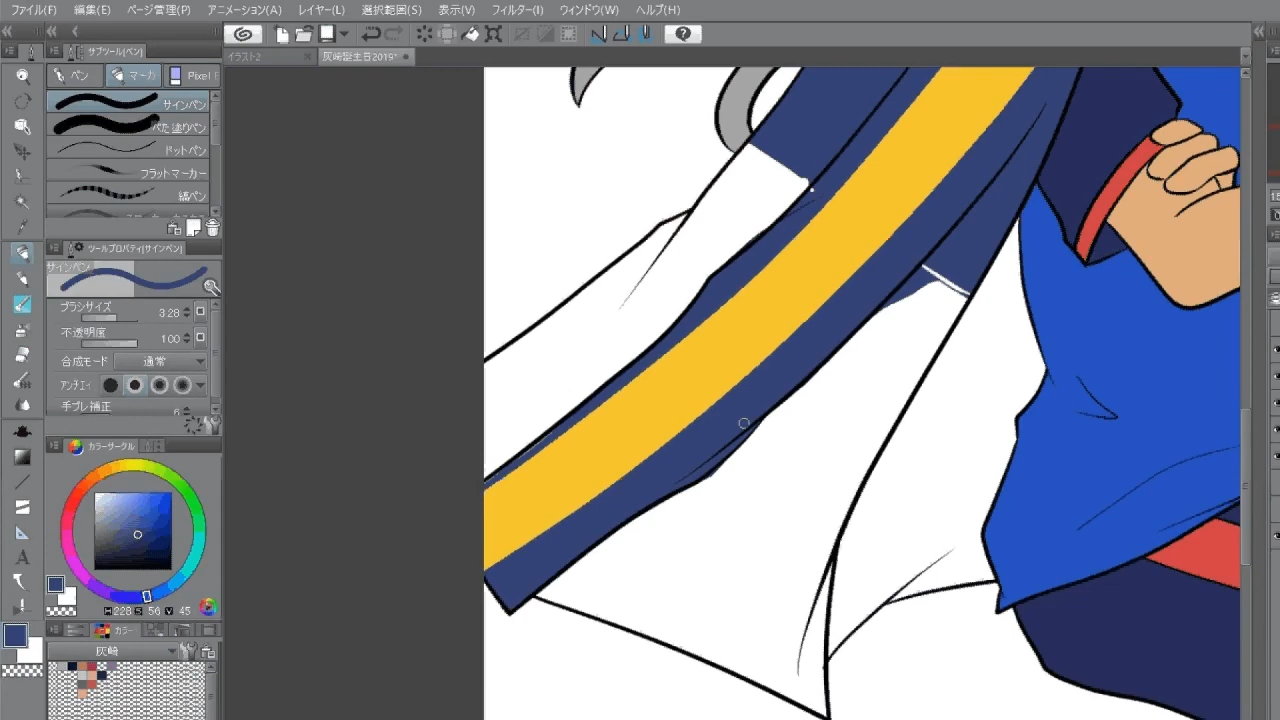 ファイル(F) 編集(E) ページ管理(P) アニメーション(A) レイヤー(L) 選択範囲(S) 表示(V) フィルター(I) ウィンドウ(W) ヘルプ(H)
サブツール[ペン]
イラスト2
灰崎誕生日2019*
ペン
マーカ
Pixel
サインペン
べた塗りペン
ドットペン
フラットマーカー
縞ペン
ツールプロパティ[サインペン]
サインペン
ブラシサイズ 3.28
不透明度 100
合成モード 通常
アンチエイ
手ブレ補正 6
カラーサークル
H 228 S 56 V 45
カラー
灰崎